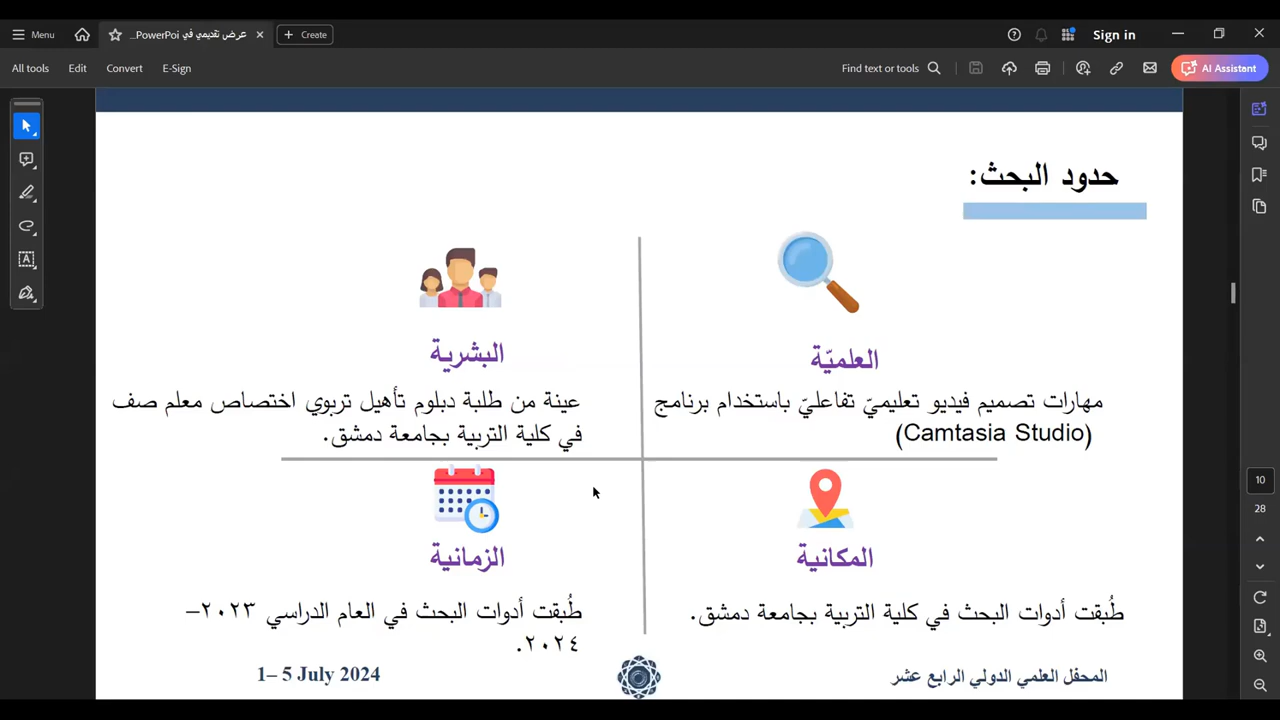 Menu
عرض تقديمي في PowerPoi...
Create
Sign in
All tools
Edit
Convert
E-Sign
Find text or tools
AI Assistant
حدود البحث:
العلميّة
مهارات تصميم فيديو تعليميّ تفاعليّ باستخدام برنامج
(Camtasia Studio)
البشرية
عينة من طلبة دبلوم تأهيل تربوي اختصاص معلم صف
في كلية التربية بجامعة دمشق.
المكانية
طُبقت أدوات البحث في كلية التربية بجامعة دمشق.
الزمانية
طُبقت أدوات البحث في العام الدراسي ٢٠٢٣–
٢٠٢٤.
المحفل العلمي الدولي الرابع عشر
1– 5 July 2024
10
28